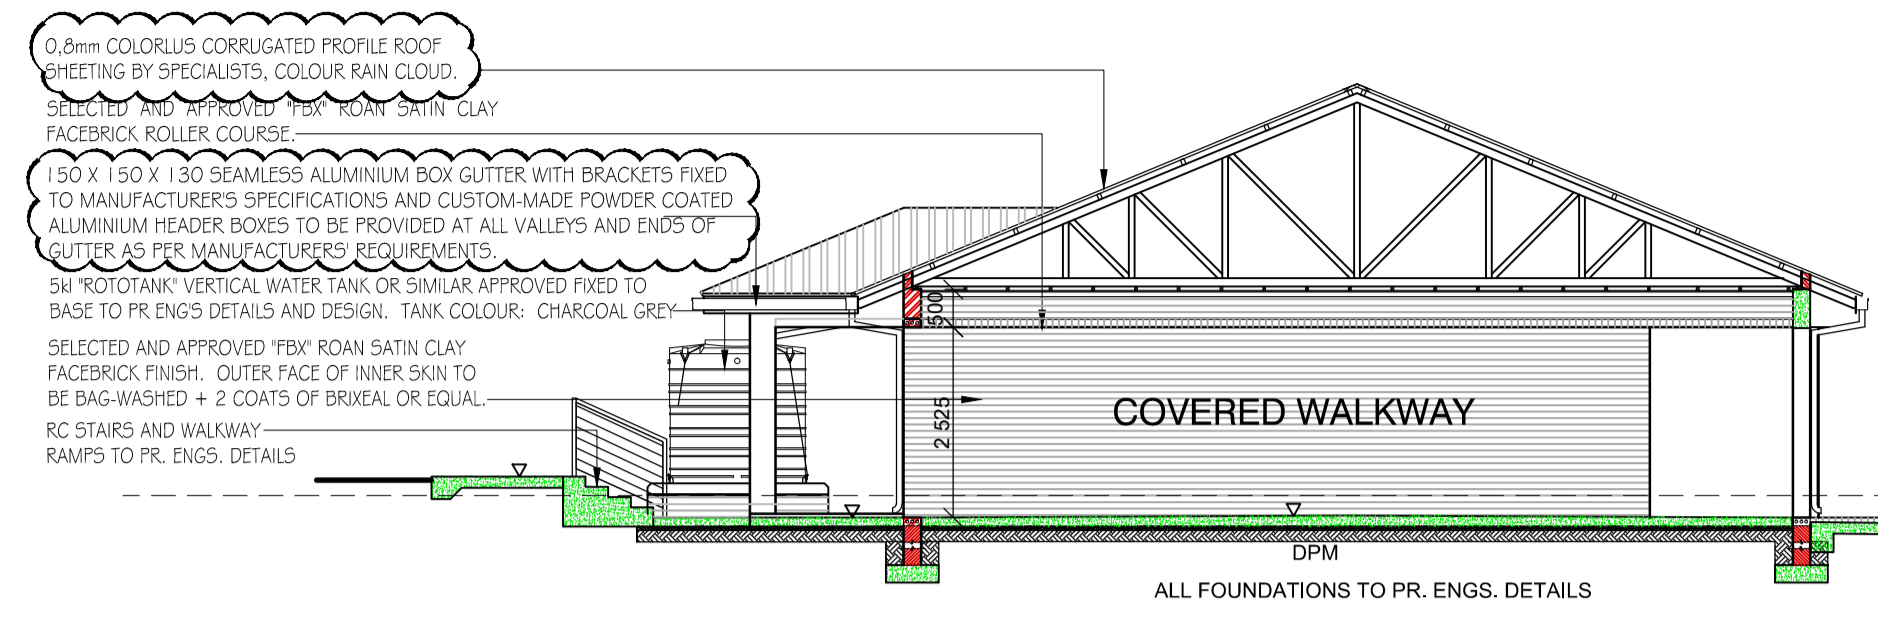 0,8mm COLORLUS CORRUGATED PROFILE ROOF
SHEETING BY SPECIALISTS, COLOUR RAIN CLOUD.
SELECTED AND APPROVED "FBX" ROAN SATIN CLAY
FACEBRICK ROLLER COURSE.
150 X 150 X 130 SEAMLESS ALUMINIUM BOX GUTTER WITH BRACKETS FIXED
TO MANUFACTURER'S SPECIFICATIONS AND CUSTOM-MADE POWDER COATED
ALUMINIUM HEADER BOXES TO BE PROVIDED AT ALL VALLEYS AND ENDS OF
GUTTER AS PER MANUFACTURERS' REQUIREMENTS.
5kl "ROTOTANK" VERTICAL WATER TANK OR SIMILAR APPROVED FIXED TO
BASE TO PR ENG'S DETAILS AND DESIGN. TANK COLOUR: CHARCOAL GREY
SELECTED AND APPROVED "FBX" ROAN SATIN CLAY
FACEBRICK FINISH. OUTER FACE OF INNER SKIN TO
BE BAG-WASHED + 2 COATS OF BRIXEAL OR EQUAL.
RC STAIRS AND WALKWAY
RAMPS TO PR. ENGS. DETAILS
500
2 525
COVERED WALKWAY
DPM
ALL FOUNDATIONS TO PR. ENGS. DETAILS